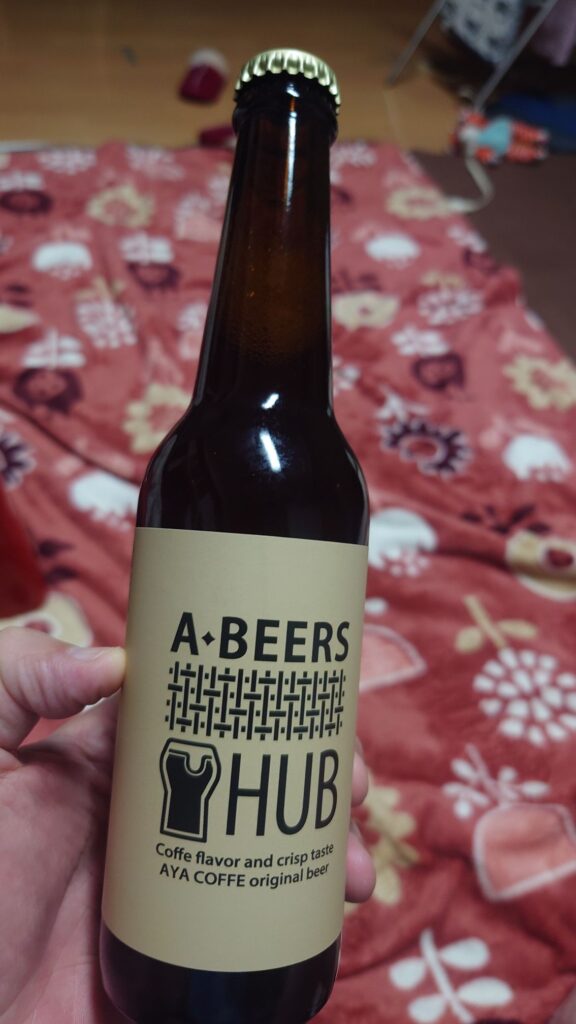 A⬩BEERS
HUB
Coffe flavor and crisp taste
AYA COFFE original beer